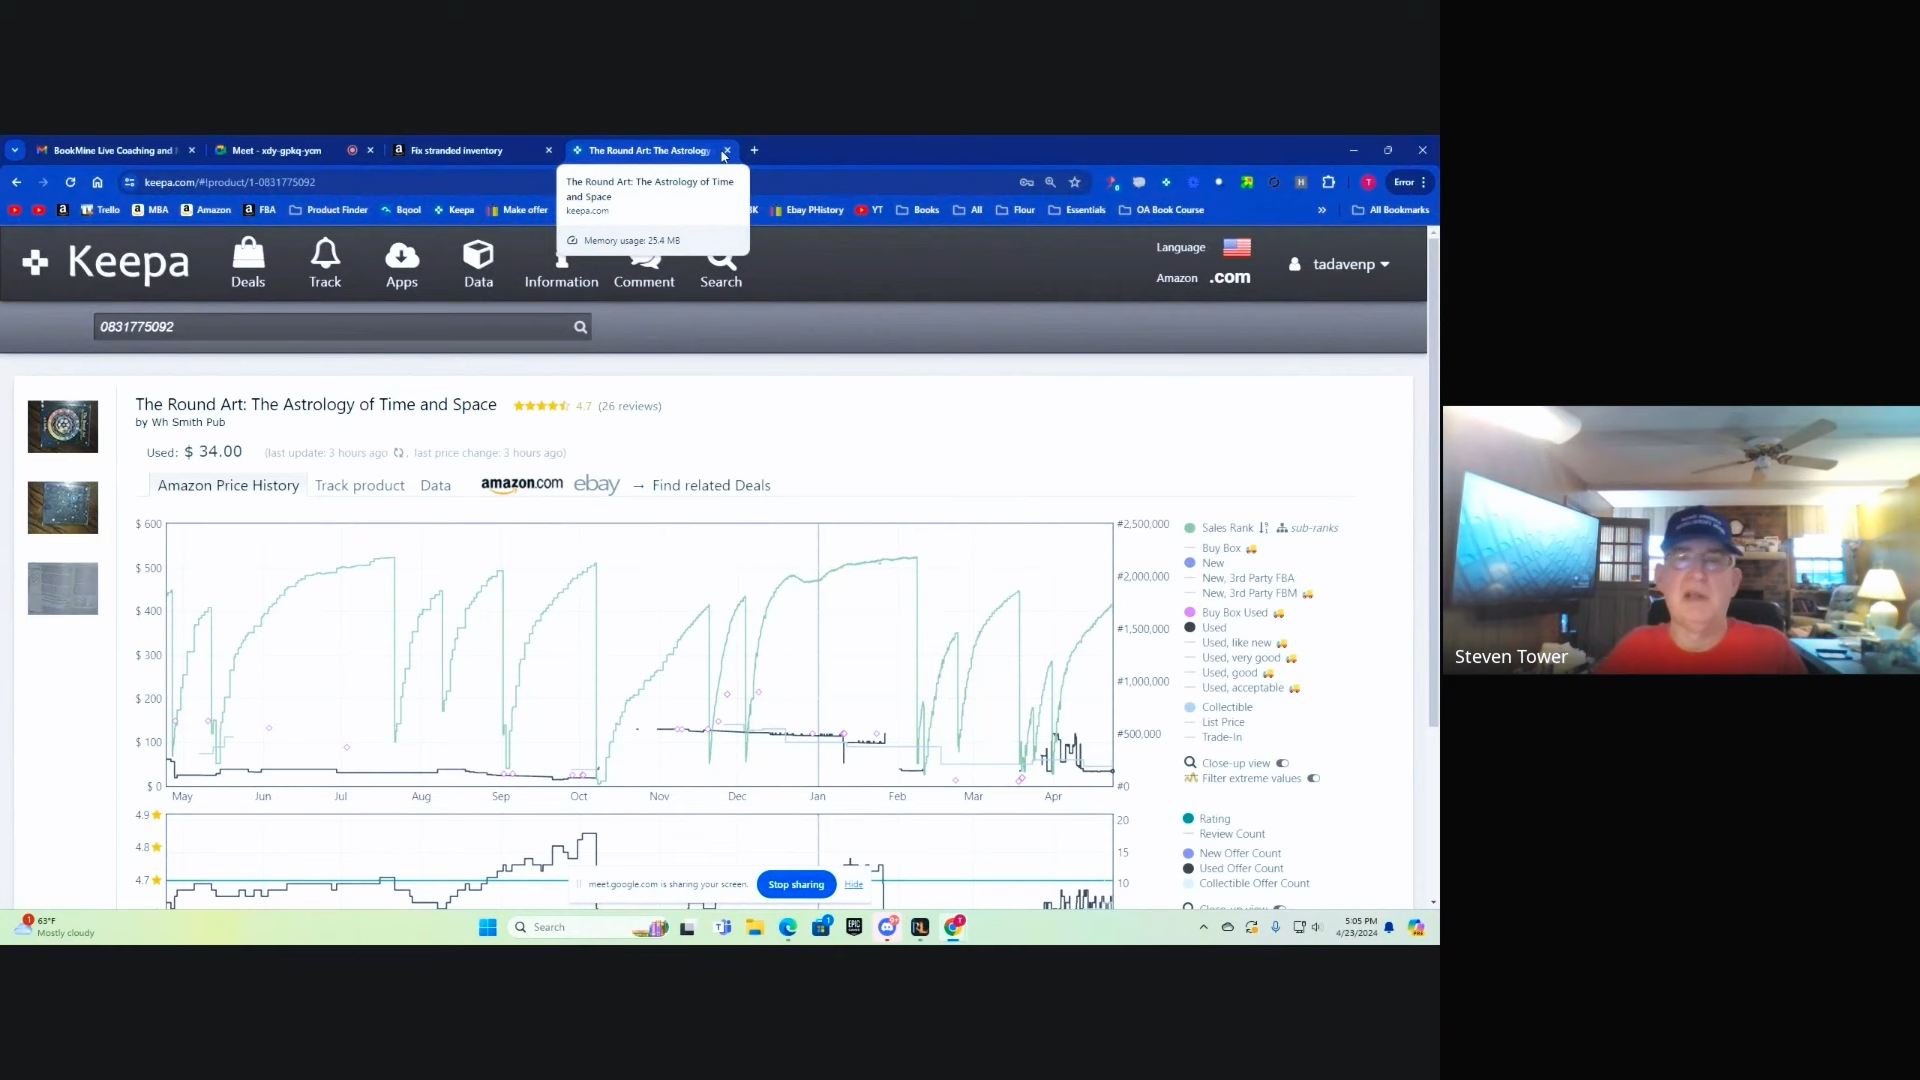 BookMine Live Coaching and
Meet - xdy-gpkq-ycm
Fix stranded inventory
The Round Art: The Astrology
keepa.com/#!product/1-0831775092
Error
Trello
MBA
Amazon
FBA
Product Finder
Bqool
Keepa
Make offer
Ebay PHistory
YT
Books
All
Flour
Essentials
OA Book Course
»
All Bookmarks
The Round Art: The Astrology of Time
and Space
keepa.com
Memory usage: 25.4 MB
Keepa
Deals
Track
Apps
Data
Information
Comment
Search
Language
Amazon .com
tadavenp
0831775092
The Round Art: The Astrology of Time and Space
4.7 (26 reviews)
by Wh Smith Pub
Used: $ 34.00 (last update: 3 hours ago , last price change: 3 hours ago)
Amazon Price History
Track product
Data
amazon.com
ebay
→ Find related Deals
$ 600
$ 500
$ 400
$ 300
$ 200
$ 100
$ 0
#2,500,000
#2,000,000
#1,500,000
#1,000,000
#500,000
#0
May Jun Jul Aug Sep Oct Nov Dec Jan Feb Mar Apr
Sales Rank sub-ranks
Buy Box
New
New, 3rd Party FBA
New, 3rd Party FBM
Buy Box Used
Used
Used, like new
Used, very good
Used, good
Used, acceptable
Collectible
List Price
Trade-In
Close-up view
Filter extreme values
4.9
4.8
4.7
20
15
10
Rating
Review Count
New Offer Count
Used Offer Count
Collectible Offer Count
meet.google.com is sharing your screen.
Stop sharing
Hide
1
63°F
Mostly cloudy
Search
5:05 PM
4/23/2024
Steven Tower